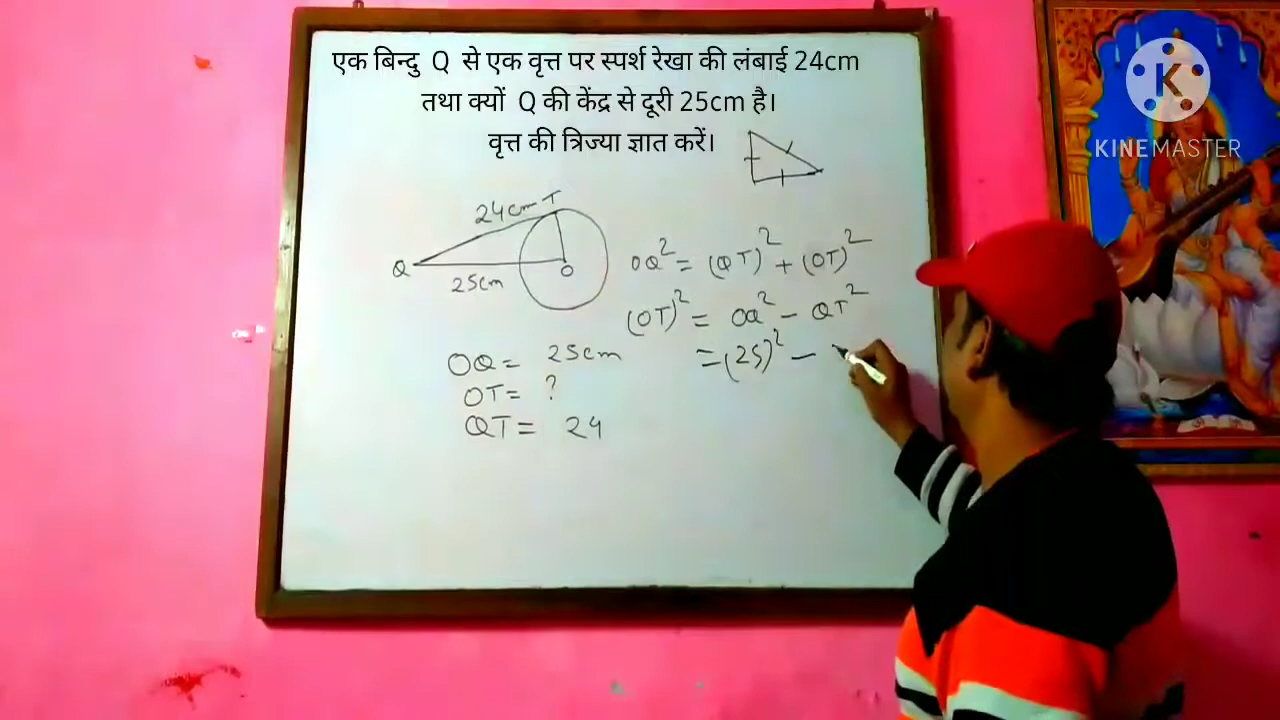 एक बिन्दु Q से एक वृत्त पर स्पर्श रेखा की लंबाई 24cm
तथा क्यों Q की केंद्र से दूरी 25cm है।
वृत्त की त्रिज्या ज्ञात करें।
KINEMASTER
24cm T
Q
O
25cm
OQ² = (QT)² + (OT)²
(OT)² = OQ² - QT²
= (25)² -
OQ = 25cm
OT = ?
QT = 24